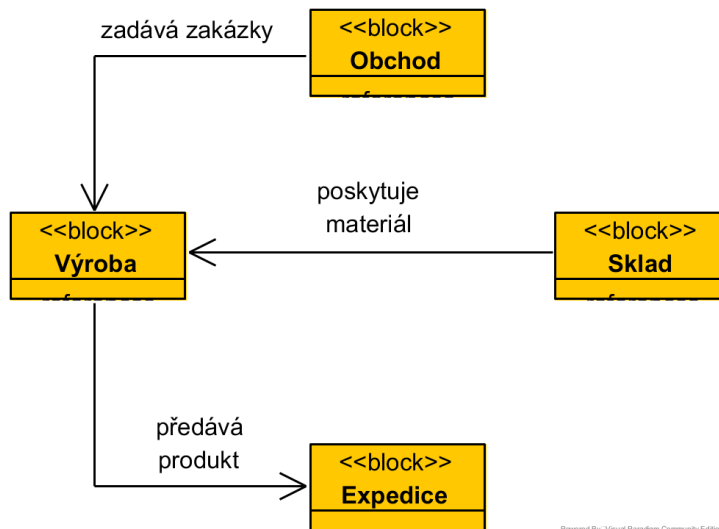 zadává zakázky
<<block>>
Obchod
poskytuje
materiál
<<block>>
Výroba
<<block>>
Sklad
předává
produkt
<<block>>
Expedice